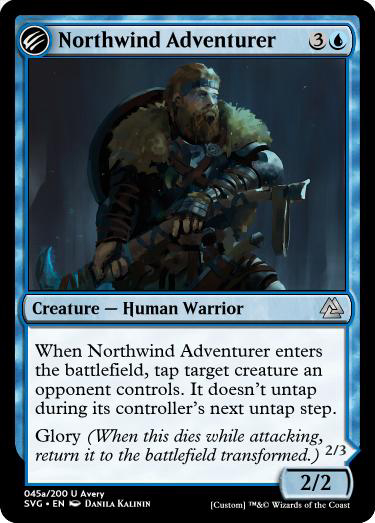 Northwind Adventurer 3
Creature — Human Warrior
When Northwind Adventurer enters
the battlefield, tap target creature an
opponent controls. It doesn't untap
during its controller's next untap step.
Glory (When this dies while attacking,
return it to the battlefield transformed.)
2/3
2/2
045a/200 U Avery
SVG • EN Danila Kalinin
[Custom] ™&© Wizards of the Coast